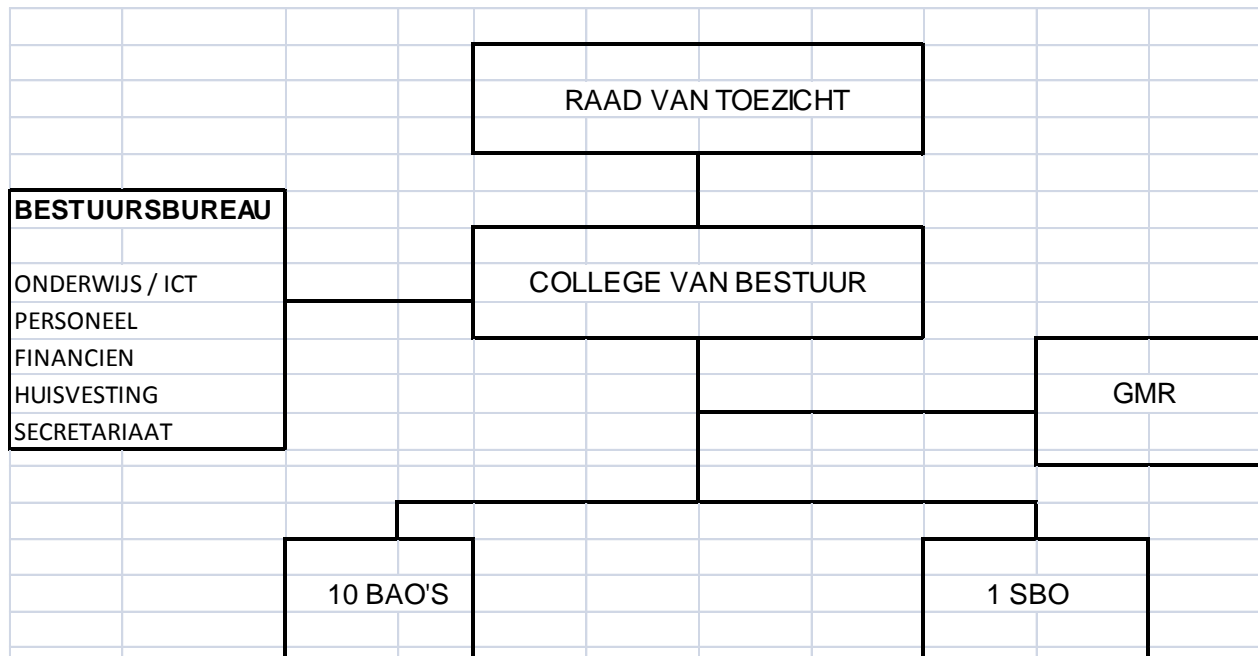 RAAD VAN TOEZICHT
BESTUURSBUREAU
ONDERWIJS / ICT
PERSONEEL
FINANCIEN
HUISVESTING
SECRETARIAAT
COLLEGE VAN BESTUUR
GMR
10 BAO'S
1 SBO